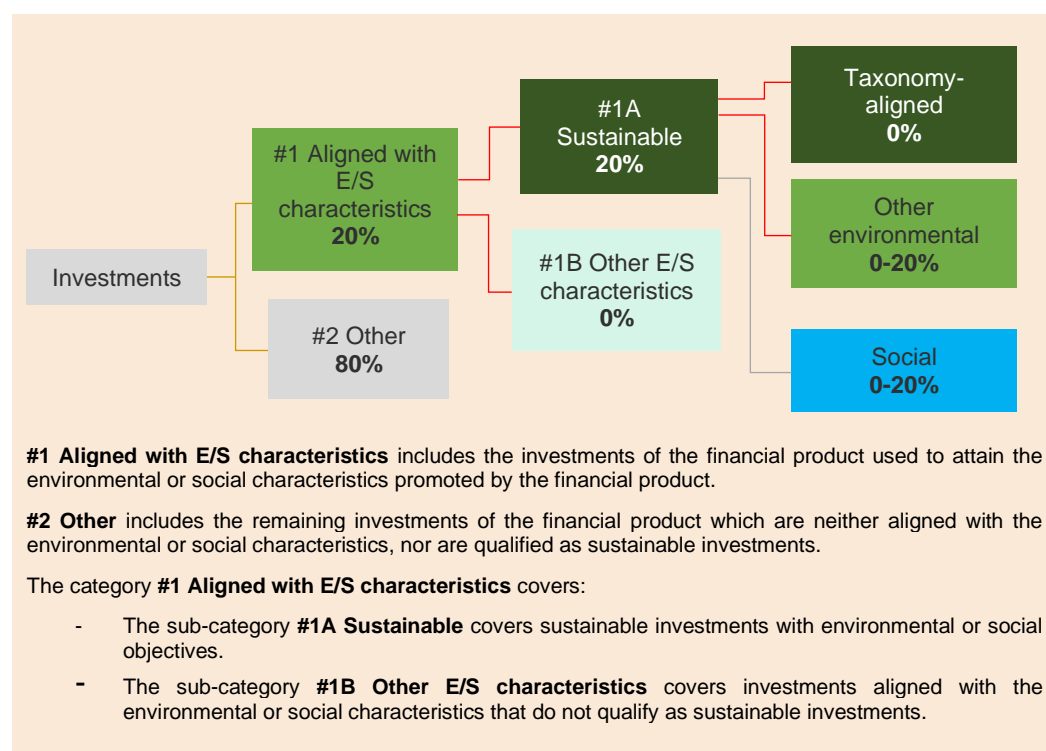 Investments
#1 Aligned with
E/S
characteristics
20%
#2 Other
80%
#1A
Sustainable
20%
#1B Other E/S
characteristics
0%
Taxonomy-
aligned
0%
Other
environmental
0-20%
Social
0-20%
#1 Aligned with E/S characteristics includes the investments of the financial product used to attain the
environmental or social characteristics promoted by the financial product.
#2 Other includes the remaining investments of the financial product which are neither aligned with the
environmental or social characteristics, nor are qualified as sustainable investments.
The category #1 Aligned with E/S characteristics covers:
- The sub-category #1A Sustainable covers sustainable investments with environmental or social
objectives.
- The sub-category #1B Other E/S characteristics covers investments aligned with the
environmental or social characteristics that do not qualify as sustainable investments.